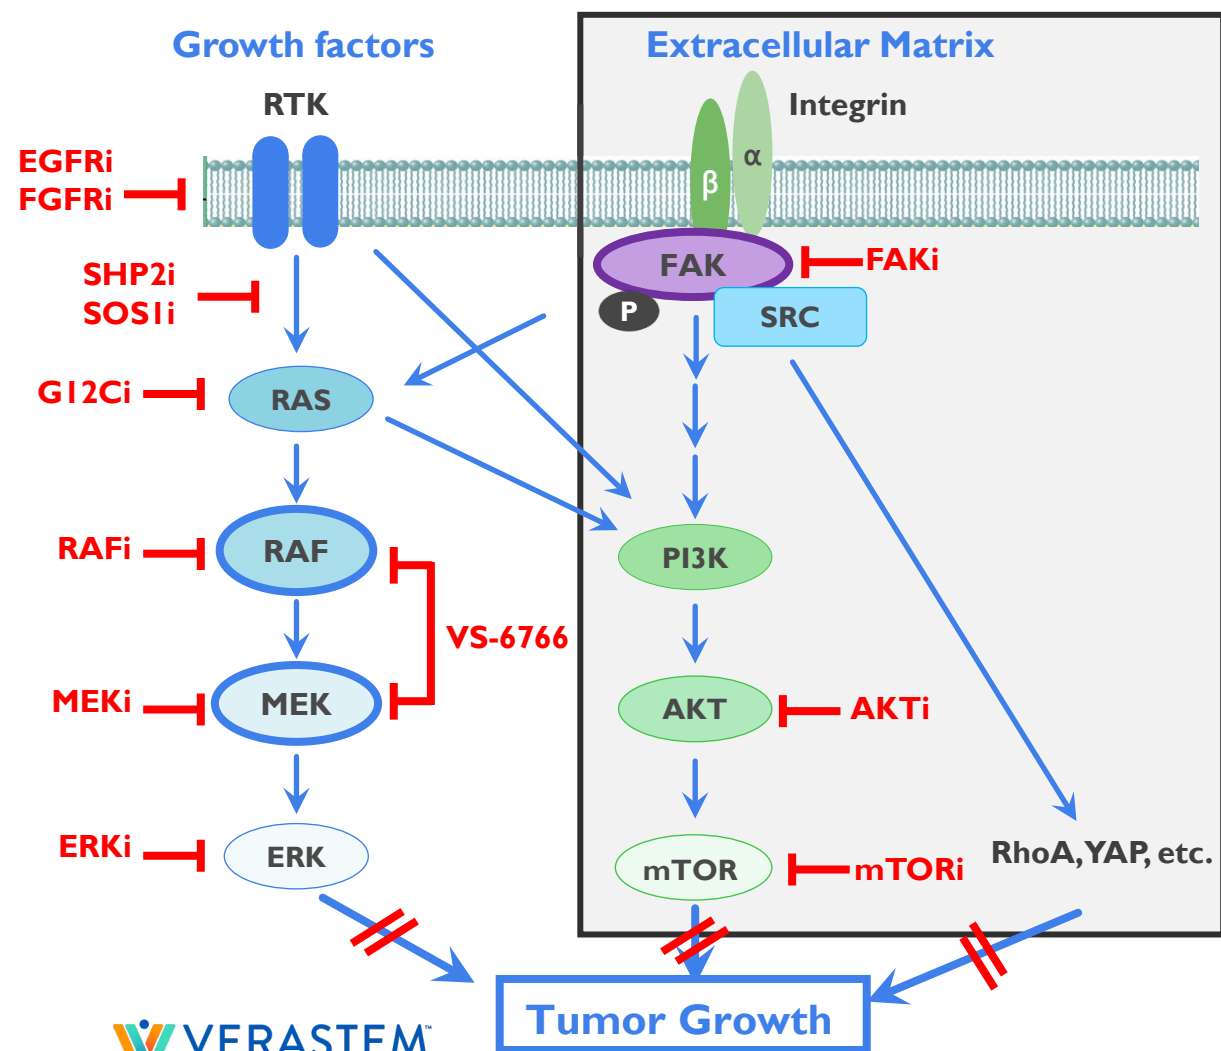 Growth factors
Extracellular Matrix
RTK
Integrin
EGFRi
FGFRi
α
β
FAK
FAKi
SHP2i
SOS1i
P
SRC
G12Ci
RAS
RAFi
RAF
PI3K
VS-6766
MEKi
MEK
AKT
AKTi
ERKi
ERK
mTOR
mTORi
RhoA, YAP, etc.
Tumor Growth
VERASTEM™